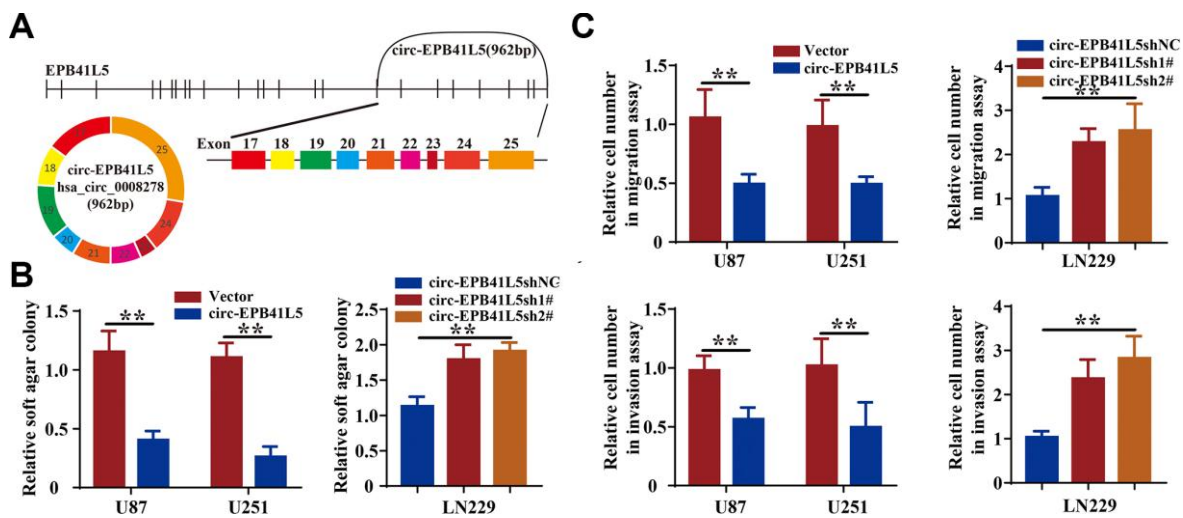 A
circ-EPB41L5(962bp)
EPB41L5
Exon 17 18 19 20 21 22 23 24 25
25
18
19
20
21
22
24
circ-EPB41L5
hsa_circ_0008278
(962bp)
B
Vector
circ-EPB41L5
Relative soft agar colony
1.5
1.0
0.5
0
**
**
U87
U251
circ-EPB41L5shNC
circ-EPB41L5sh1#
circ-EPB41L5sh2#
Relative soft agar colony
2.5
2.0
1.5
1.0
0.5
0.0
**
LN229
C
Vector
circ-EPB41L5
Relative cell number
in migration assay
1.5
1.0
0.5
0
**
**
U87
U251
circ-EPB41L5shNC
circ-EPB41L5sh1#
circ-EPB41L5sh2#
Relative cell number
in migration assay
4
3
2
1
0
**
LN229
Relative cell number
in invasion assay
1.5
1.0
0.5
0
**
**
U87
U251
Relative cell number
in invasion assay
4
3
2
1
0
**
LN229